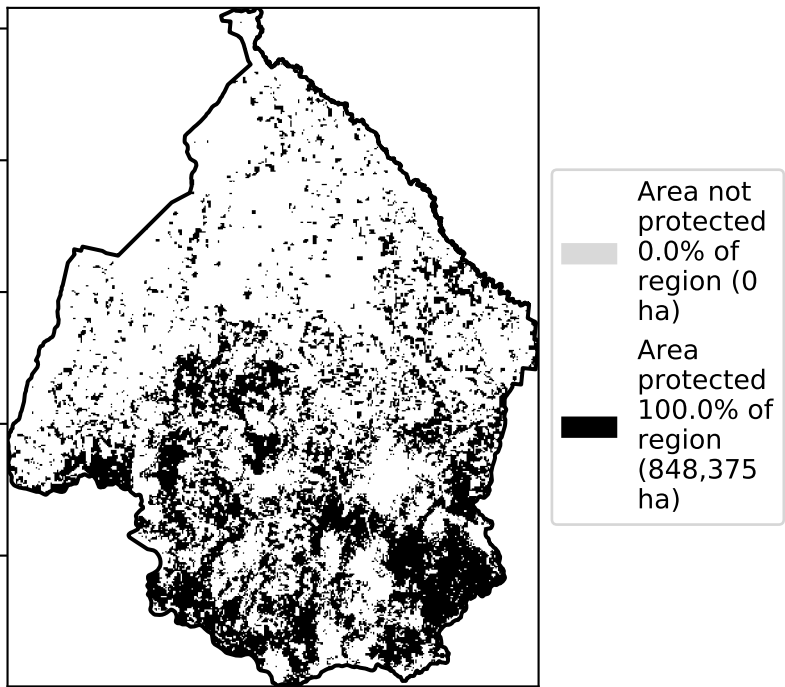 Area not
protected
0.0% of
region (0
ha)
Area
protected
100.0% of
region
(848,375
ha)